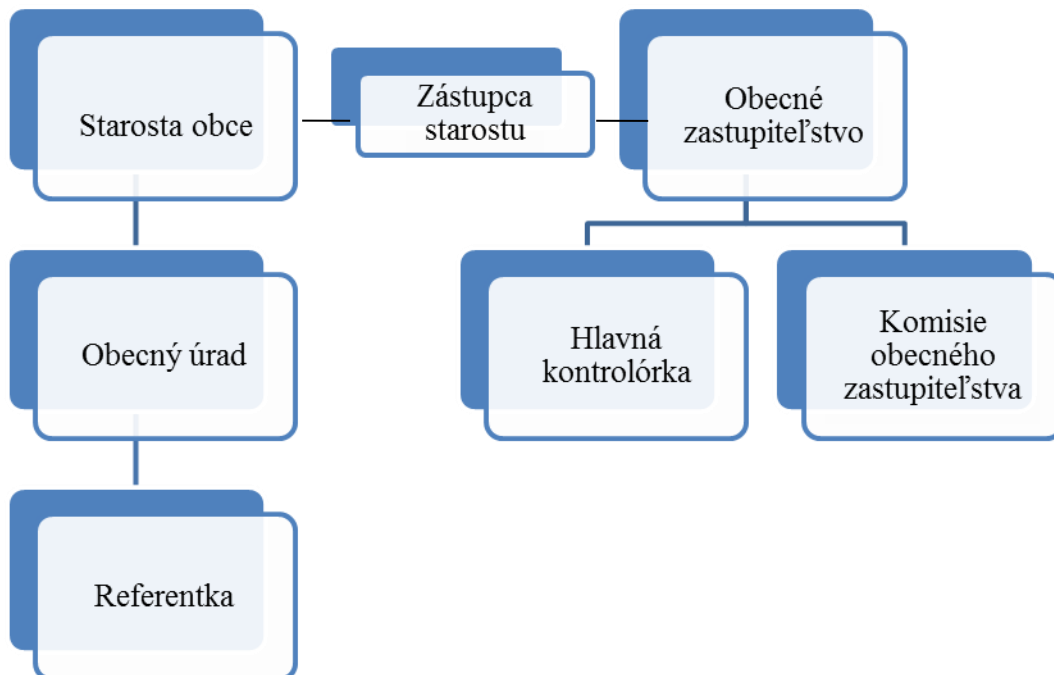 Starosta obce
Zástupca
starostu
Obecné
zastupiteľstvo
Obecný úrad
Hlavná
kontrolórka
Komisie
obecného
zastupiteľstva
Referentka